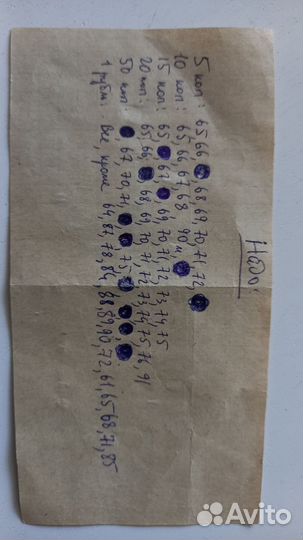 Надо:
5 коп: 65, 66 68, 69, 70, 71, 72,
10 коп: 65, 66, 67, 68 90м,
15 коп: 65 67, 69, 70, 71, 72, 73, 74, 75
20 коп: 65, 66, 68, 69, 70, 71, 72, 73, 74, 75, 76, 91
50 коп: 67, 70, 71, 75,
1 рубль: Все, кроме 64, 87, 78, 84, 88, 89, 90, 72, 61, 65, 68, 71, 85
Avito